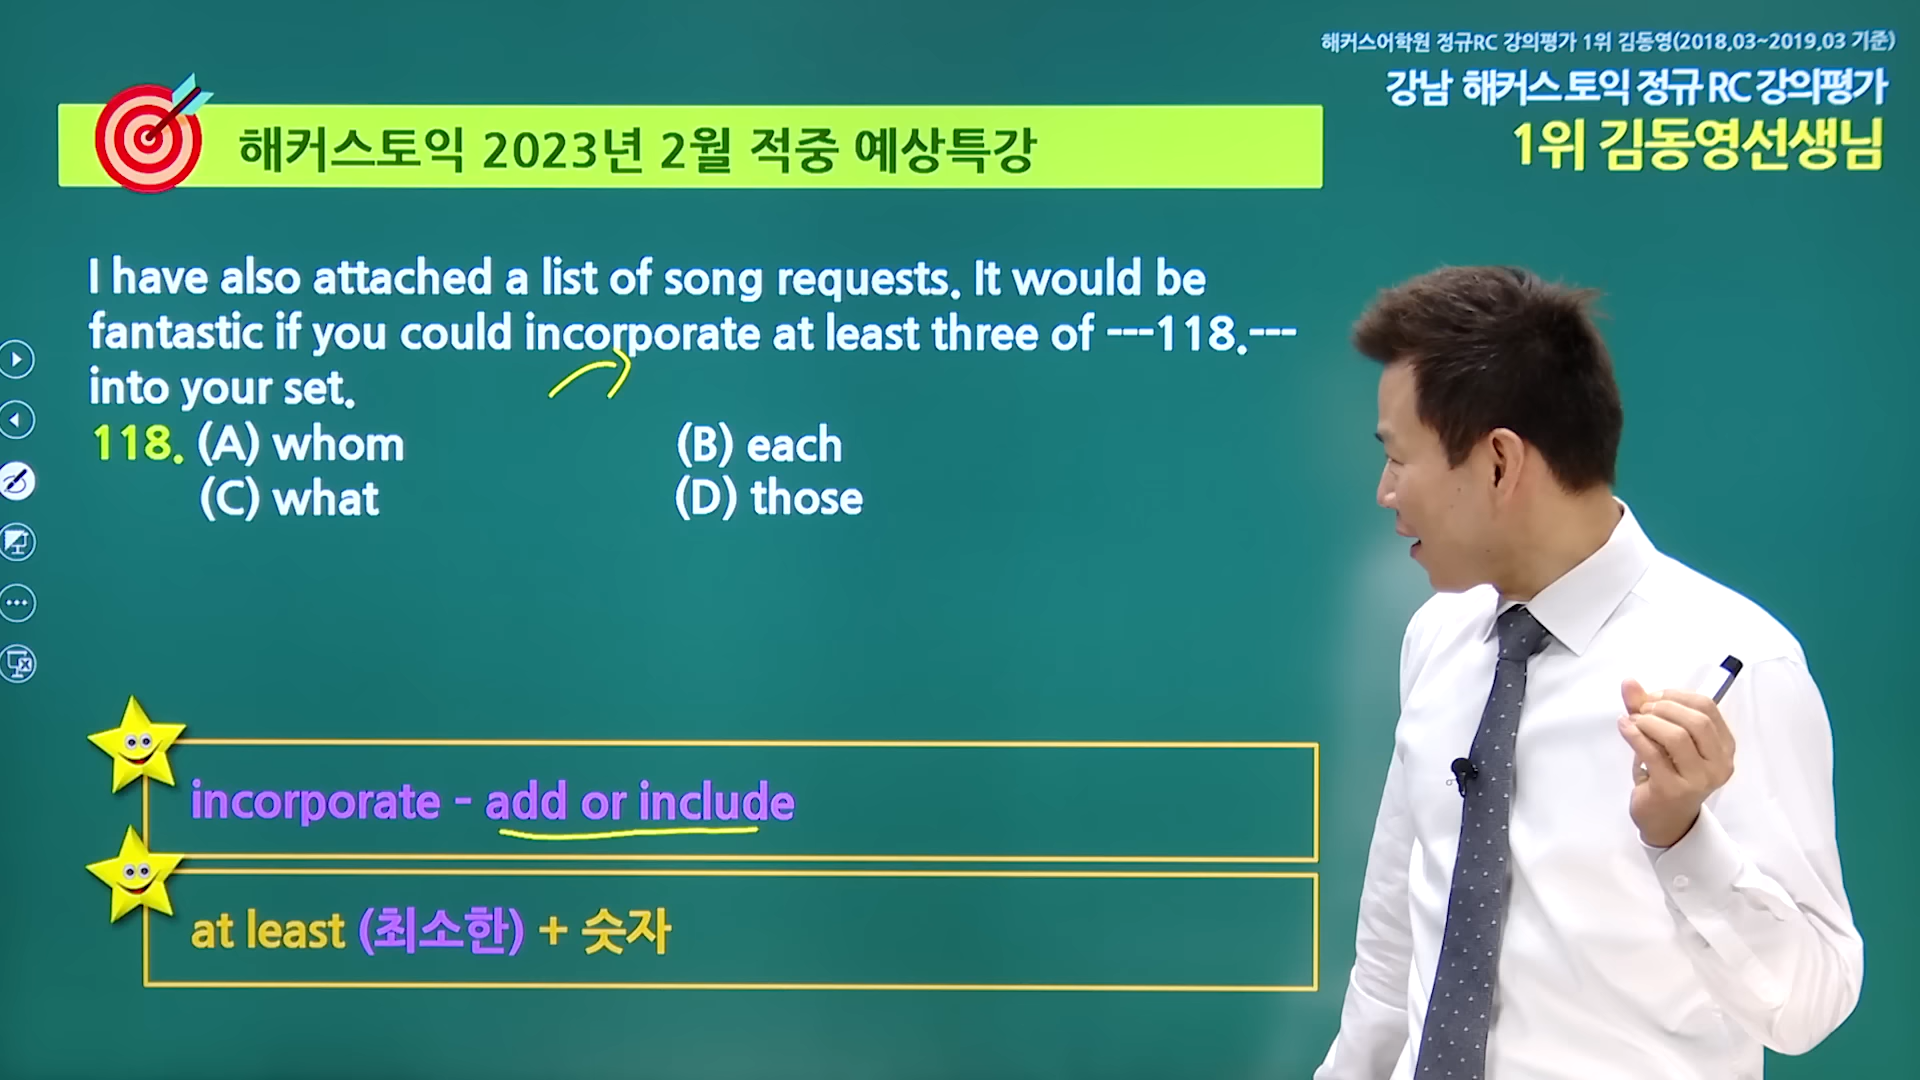 해커스어학원 정규RC 강의평가 1위 김동영(2018.03~2019.03 기준)
강남 해커스 토익 정규 RC 강의평가
1위 김동영선생님
해커스토익 2023년 2월 적중 예상특강
I have also attached a list of song requests. It would be
fantastic if you could incorporate at least three of ---118.---
into your set.
118. (A) whom (B) each
(C) what (D) those
incorporate - add or include
at least (최소한) + 숫자